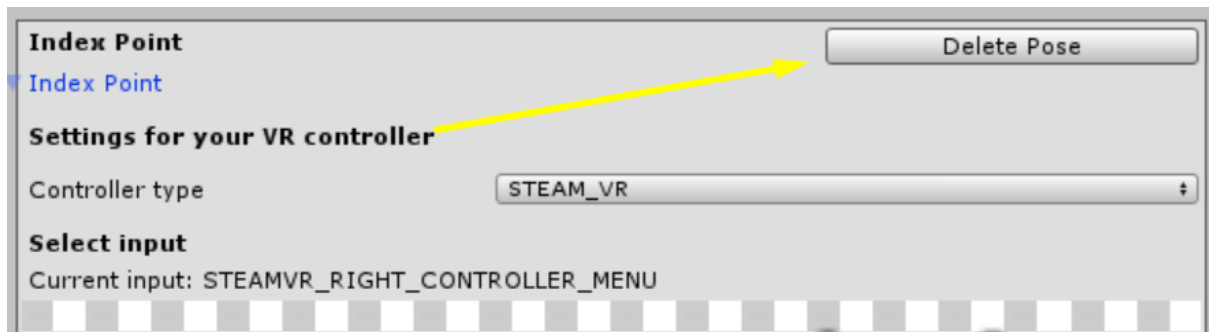 Index Point
Delete Pose
Index Point
Settings for your VR controller
Controller type
STEAM_VR
Select input
Current input: STEAMVR_RIGHT_CONTROLLER_MENU